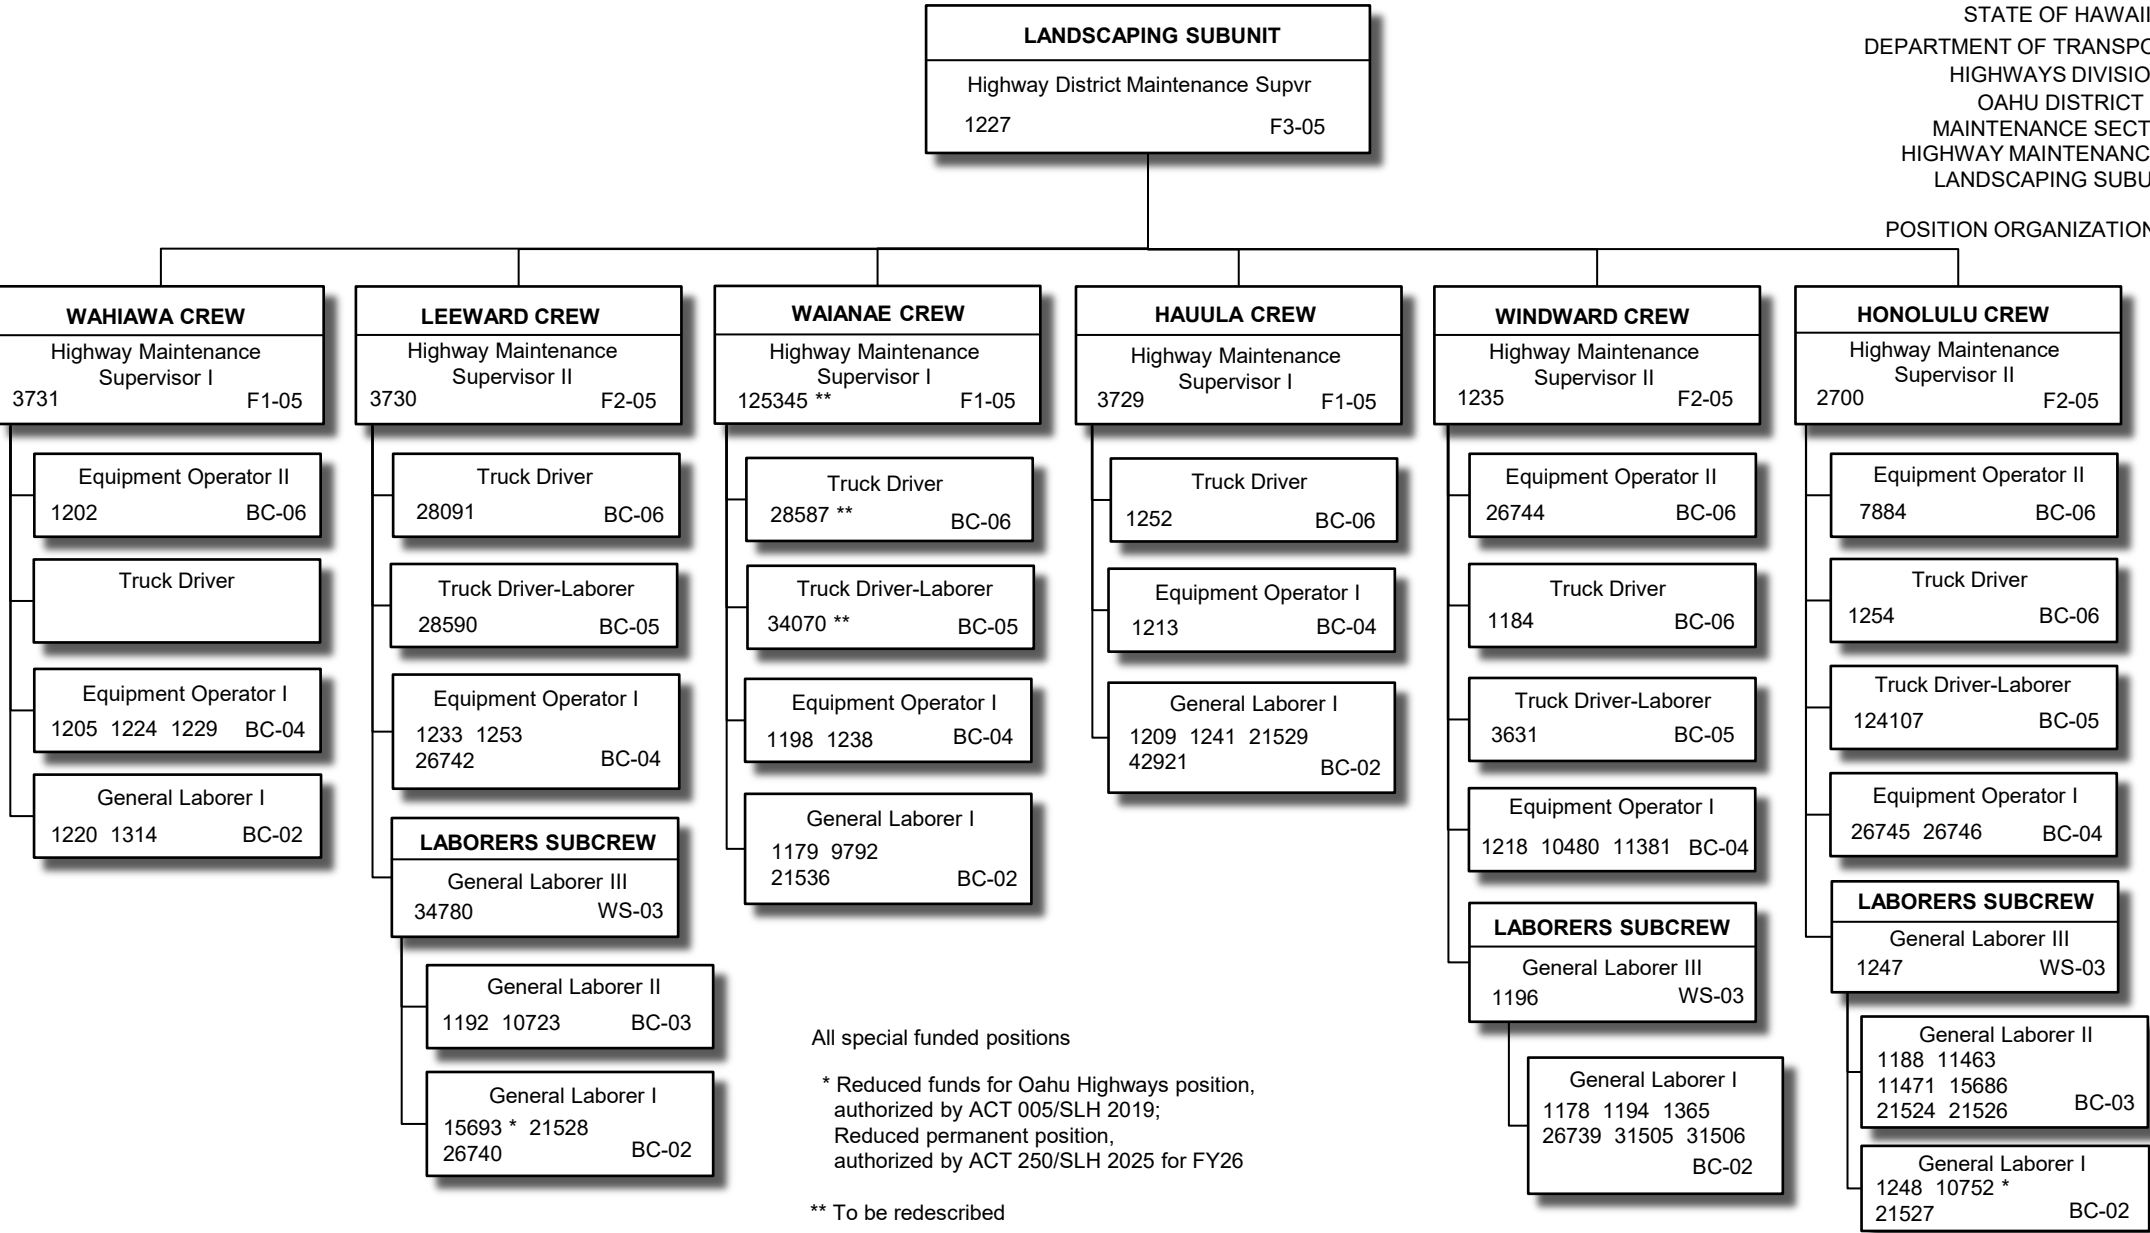 LANDSCAPING SUBUNIT
Highway District Maintenance Supvr
1227 F3-05
STATE OF HAWAII
DEPARTMENT OF TRANSPO
HIGHWAYS DIVISIO
OAHU DISTRICT
MAINTENANCE SECT
HIGHWAY MAINTENANC
LANDSCAPING SUBU
POSITION ORGANIZATION
WAHIAWA CREW
Highway Maintenance
Supervisor I
3731 F1-05
Equipment Operator II
1202 BC-06
Truck Driver
Equipment Operator I
1205 1224 1229 BC-04
General Laborer I
1220 1314 BC-02
LEEWARD CREW
Highway Maintenance
Supervisor II
3730 F2-05
Truck Driver
28091 BC-06
Truck Driver-Laborer
28590 BC-05
Equipment Operator I
1233 1253
26742 BC-04
LABORERS SUBCREW
General Laborer III
34780 WS-03
General Laborer II
1192 10723 BC-03
General Laborer I
15693 * 21528
26740 BC-02
WAIANAE CREW
Highway Maintenance
Supervisor I
125345 ** F1-05
Truck Driver
28587 ** BC-06
Truck Driver-Laborer
34070 ** BC-05
Equipment Operator I
1198 1238 BC-04
General Laborer I
1179 9792
21536 BC-02
HAUULA CREW
Highway Maintenance
Supervisor I
3729 F1-05
Truck Driver
1252 BC-06
Equipment Operator I
1213 BC-04
General Laborer I
1209 1241 21529
42921 BC-02
WINDWARD CREW
Highway Maintenance
Supervisor II
1235 F2-05
Equipment Operator II
26744 BC-06
Truck Driver
1184 BC-06
Truck Driver-Laborer
3631 BC-05
Equipment Operator I
1218 10480 11381 BC-04
LABORERS SUBCREW
General Laborer III
1196 WS-03
General Laborer I
1178 1194 1365
26739 31505 31506
BC-02
HONOLULU CREW
Highway Maintenance
Supervisor II
2700 F2-05
Equipment Operator II
7884 BC-06
Truck Driver
1254 BC-06
Truck Driver-Laborer
124107 BC-05
Equipment Operator I
26745 26746 BC-04
LABORERS SUBCREW
General Laborer III
1247 WS-03
General Laborer II
1188 11463
11471 15686
21524 21526 BC-03
General Laborer I
1248 10752 *
21527 BC-02
All special funded positions
* Reduced funds for Oahu Highways position,
authorized by ACT 005/SLH 2019;
Reduced permanent position,
authorized by ACT 250/SLH 2025 for FY26
** To be redescribed